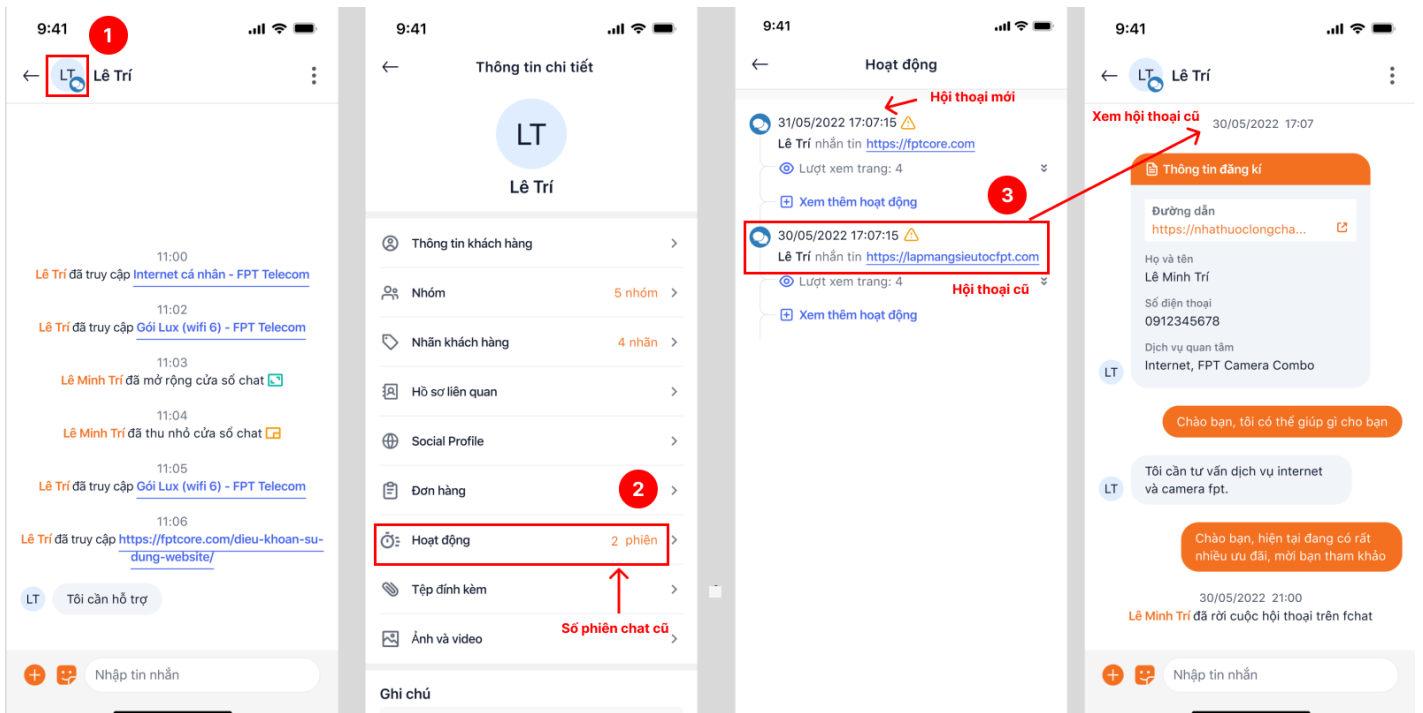 9:41
1
LT
Lê Trí
11:00
Lê Trí đã truy cập Internet cá nhân - FPT Telecom
11:02
Lê Trí đã truy cập Gói Lux (wifi 6) - FPT Telecom
11:03
Lê Minh Trí đã mở rộng cửa sổ chat
11:04
Lê Minh Trí đã thu nhỏ cửa sổ chat
11:05
Lê Trí đã truy cập Gói Lux (wifi 6) - FPT Telecom
11:06
Lê Trí đã truy cập https://fptcore.com/dieu-khoan-su-
dung-website/
LT
Tôi cần hỗ trợ
Nhập tin nhắn
9:41
Thông tin chi tiết
LT
Lê Trí
Thông tin khách hàng
Nhóm
5 nhóm
Nhãn khách hàng
4 nhãn
Hồ sơ liên quan
Social Profile
Đơn hàng
2
Hoạt động
2 phiên
Tệp đính kèm
Số phiên chat cũ
Ảnh và video
Ghi chú
9:41
Hoạt động
Hội thoại mới
31/05/2022 17:07:15
Lê Trí nhắn tin https://fptcore.com
Lượt xem trang: 4
3
Xem thêm hoạt động
30/05/2022 17:07:15
Lê Trí nhắn tin https://lapmangsieutocfpt.com
Lượt xem trang: 4
Hội thoại cũ
Xem thêm hoạt động
9:41
LT
Lê Trí
Xem hội thoại cũ
30/05/2022 17:07
Thông tin đăng kí
Đường dẫn
https://nhathuoclongcha...
Họ và tên
Lê Minh Trí
Số điện thoại
0912345678
Dịch vụ quan tâm
Internet, FPT Camera Combo
LT
Chào bạn, tôi có thể giúp gì cho bạn
Tôi cần tư vấn dịch vụ internet
và camera fpt.
LT
Chào bạn, hiện tại đang có rất
nhiều ưu đãi, mời bạn tham khảo
30/05/2022 21:00
Lê Minh Trí đã rời cuộc hội thoại trên fchat
Nhập tin nhắn